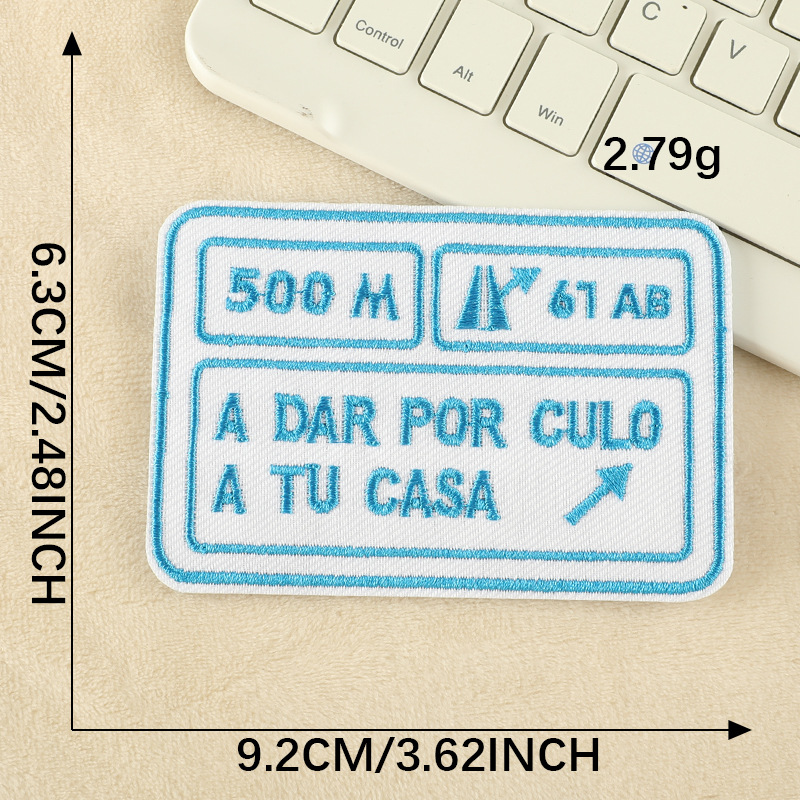 Control
Alt
Win
C
V
2.79g
6.3CM/2.48INCH
500 M
61 AB
A DAR POR CULO
A TU CASA
9.2CM/3.62INCH